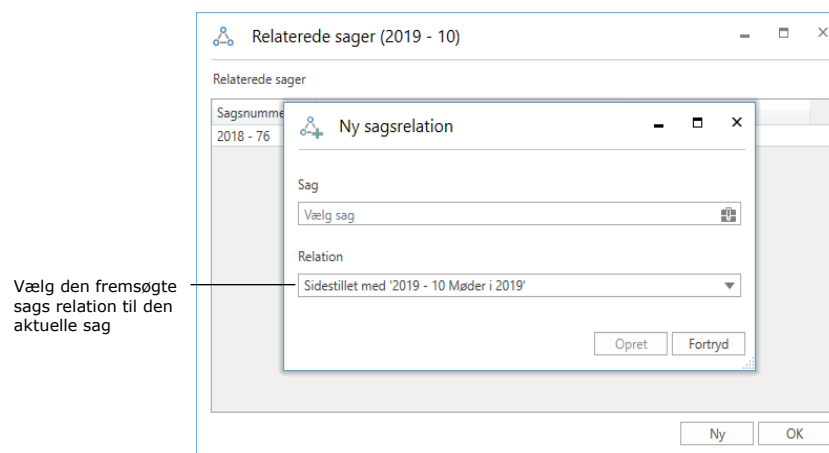 Relaterede sager (2019 - 10)
Relaterede sager
Sagsnumme
2018 - 76
Ny sagsrelation
Sag
Vælg sag
Relation
Sidestillet med '2019 - 10 Møder i 2019'
Opret
Fortryd
Ny
OK
Vælg den fremsøgte
sags relation til den
aktuelle sag